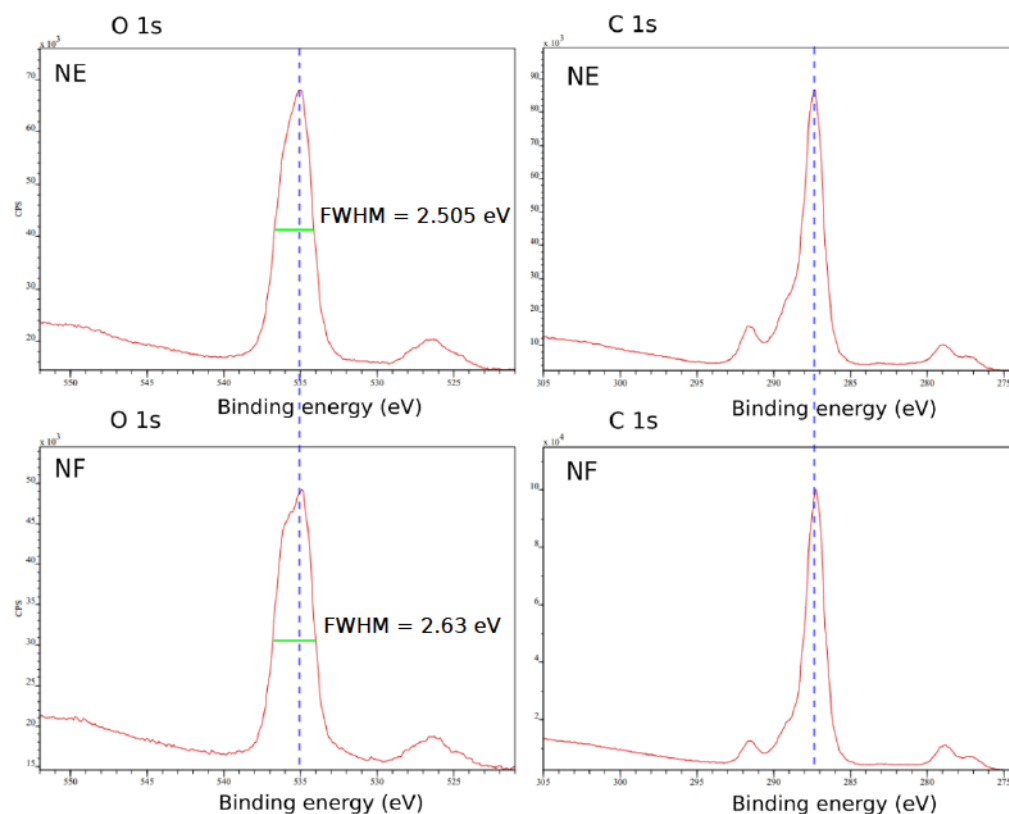 O 1s
x 10³
NE
70
60
50
40
30
20
CPS
FWHM = 2.505 eV
550 545 540 535 530 525
Binding energy (eV)
C 1s
x 10³
NE
90
80
70
60
50
40
30
20
10
305 300 295 290 285 280 275
Binding energy (eV)
O 1s
x 10³
NF
50
45
40
35
30
25
20
15
CPS
FWHM = 2.63 eV
550 545 540 535 530 525
Binding energy (eV)
C 1s
x 10⁴
NF
10
8
6
4
2
305 300 295 290 285 280 275
Binding energy (eV)